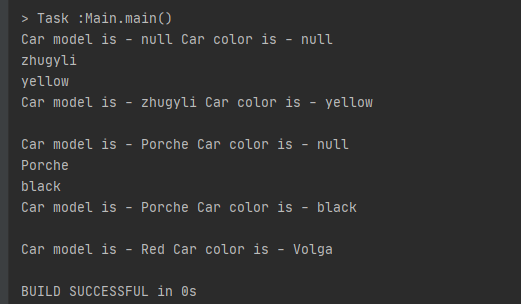 > Task :Main.main()
Car model is - null Car color is - null
zhugyli
yellow
Car model is - zhugyli Car color is - yellow
Car model is - Porche Car color is - null
Porche
black
Car model is - Porche Car color is - black
Car model is - Red Car color is - Volga
BUILD SUCCESSFUL in 0s